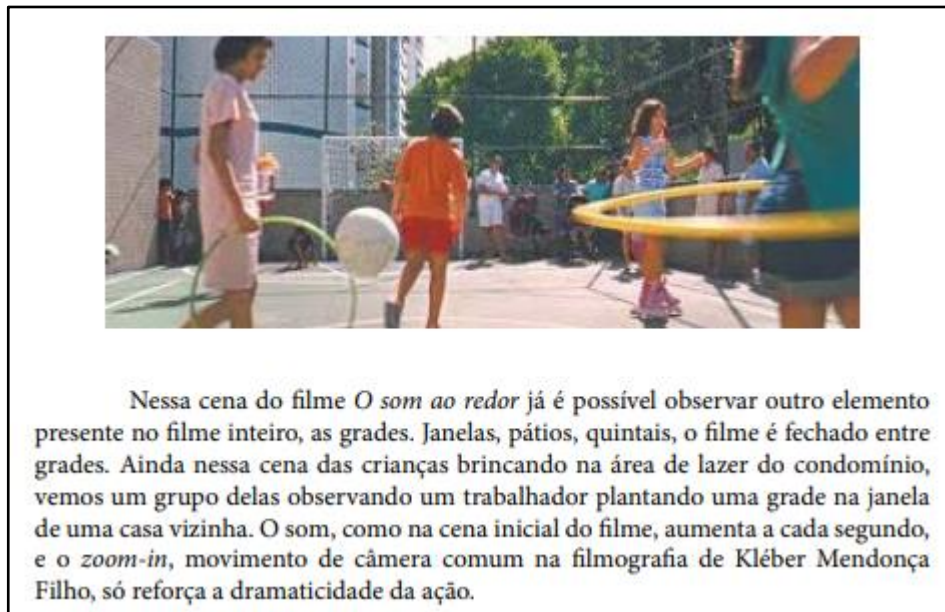 Nessa cena do filme O som ao redor já é possível observar outro elemento
presente no filme inteiro, as grades. Janelas, pátios, quintais, o filme é fechado entre
grades. Ainda nessa cena das crianças brincando na área de lazer do condomínio,
vemos um grupo delas observando um trabalhador plantando uma grade na janela
de uma casa vizinha. O som, como na cena inicial do filme, aumenta a cada segundo,
e o zoom-in, movimento de câmera comum na filmografia de Kléber Mendonça
Filho, só reforça a dramaticidade da ação.